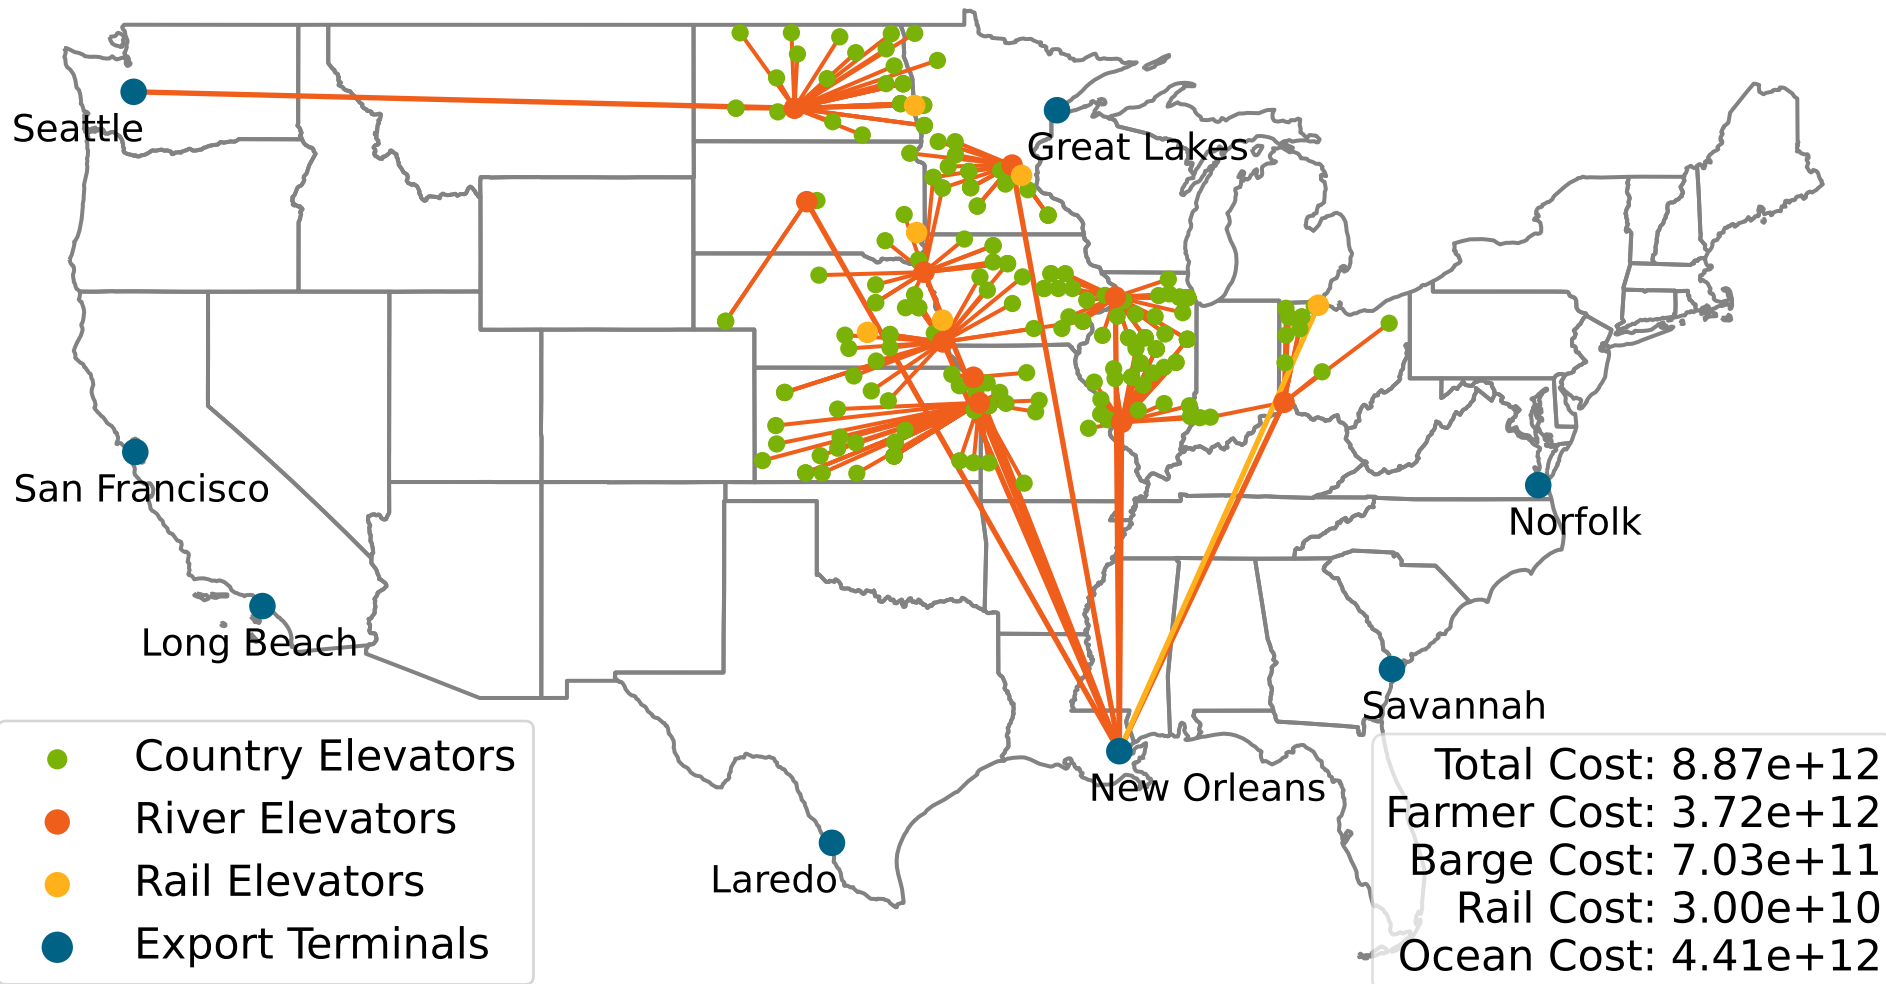 Seattle
Great Lakes
San Francisco
Norfolk
Long Beach
Savannah
New Orleans
Laredo
Country Elevators
River Elevators
Rail Elevators
Export Terminals
Total Cost: 8.87e+12
Farmer Cost: 3.72e+12
Barge Cost: 7.03e+11
Rail Cost: 3.00e+10
Ocean Cost: 4.41e+12